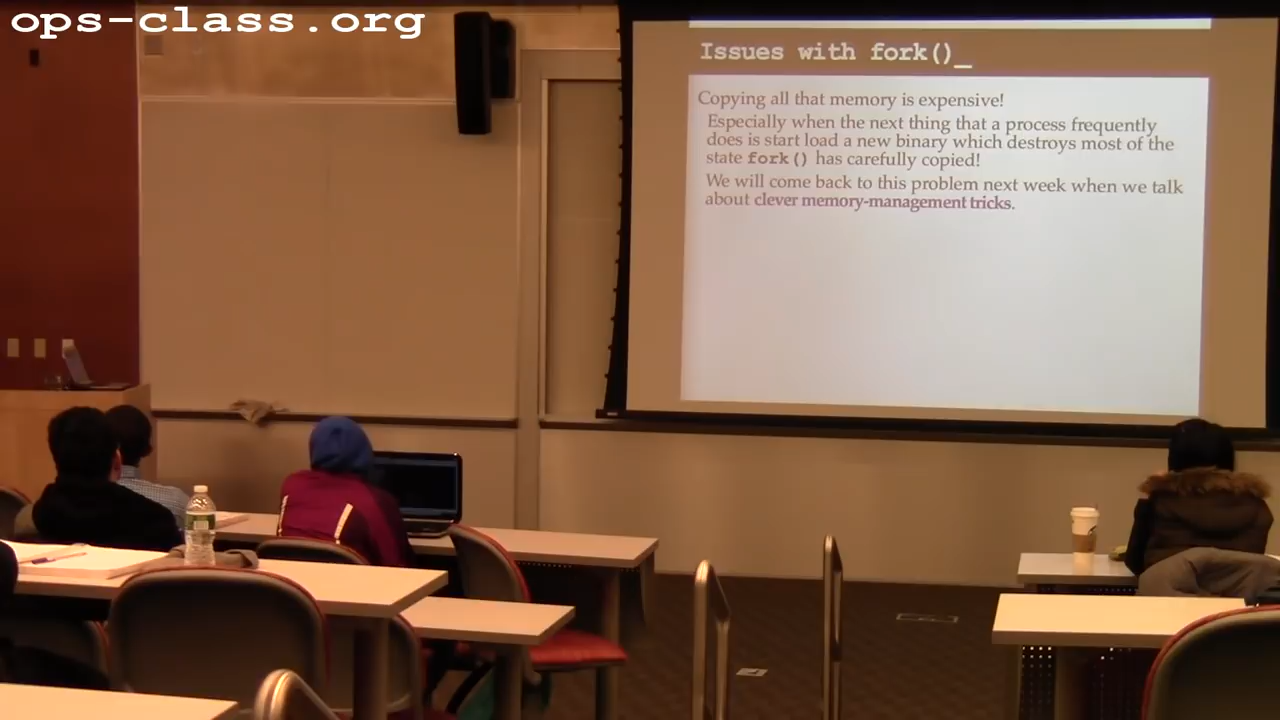 ops-class.org
Issues with fork()_
Copying all that memory is expensive!
Especially when the next thing that a process frequently
does is start load a new binary which destroys most of the
state fork() has carefully copied!
We will come back to this problem next week when we talk
about clever memory-management tricks.